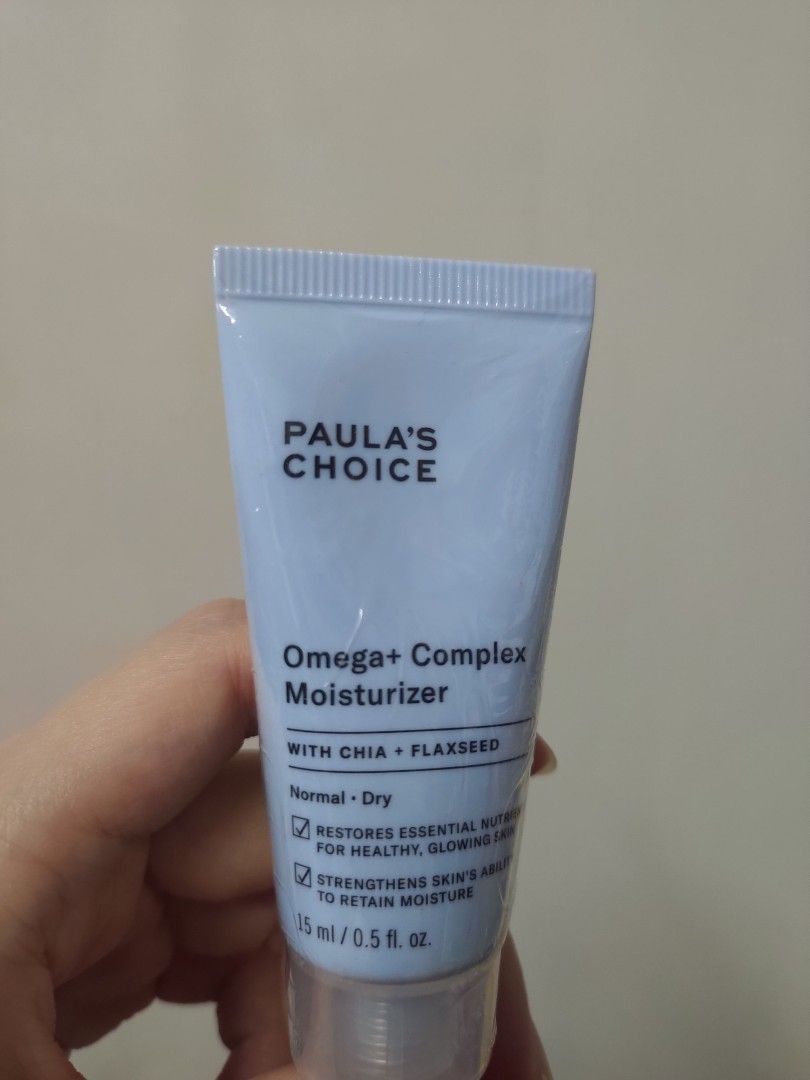 PAULA'S
CHOICE
Omega+ Complex
Moisturizer
WITH CHIA + FLAXSEED
Normal • Dry
RESTORES ESSENTIAL
FOR HEALTHY, GLOWING SKIN
STRENGTHENS SKIN'S
TO RETAIN MOISTURE
15 ml / 0.5 fl. oz.